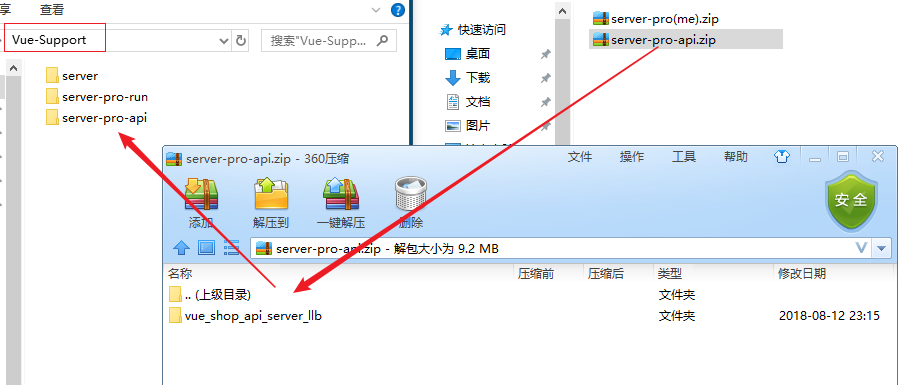 享 查看
Vue-Support
搜索"Vue-Supp...
server
server-pro-run
server-pro-api
快速访问
桌面
下载
文档
图片
server-pro(me).zip
server-pro-api.zip
server-pro-api.zip - 360压缩
文件 操作 工具 帮助
添加 解压到 一键解压 删除
安全
server-pro-api.zip - 解包大小为 9.2 MB
名称 压缩前 压缩后 类型 修改日期
.. (上级目录) 文件夹
vue_shop_api_server_llb 文件夹 2018-08-12 23:15